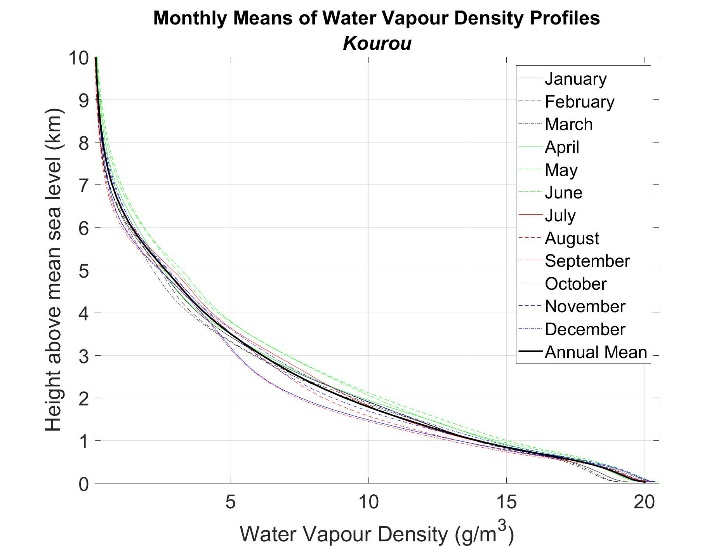 Monthly Means of Water Vapour Density Profiles
Kourou
10
9
8
7
6
5
4
3
2
1
0
Height above mean sea level (km)
January
February
March
April
May
June
July
August
September
October
November
December
Annual Mean
5
10
15
20
Water Vapour Density (g/m³)